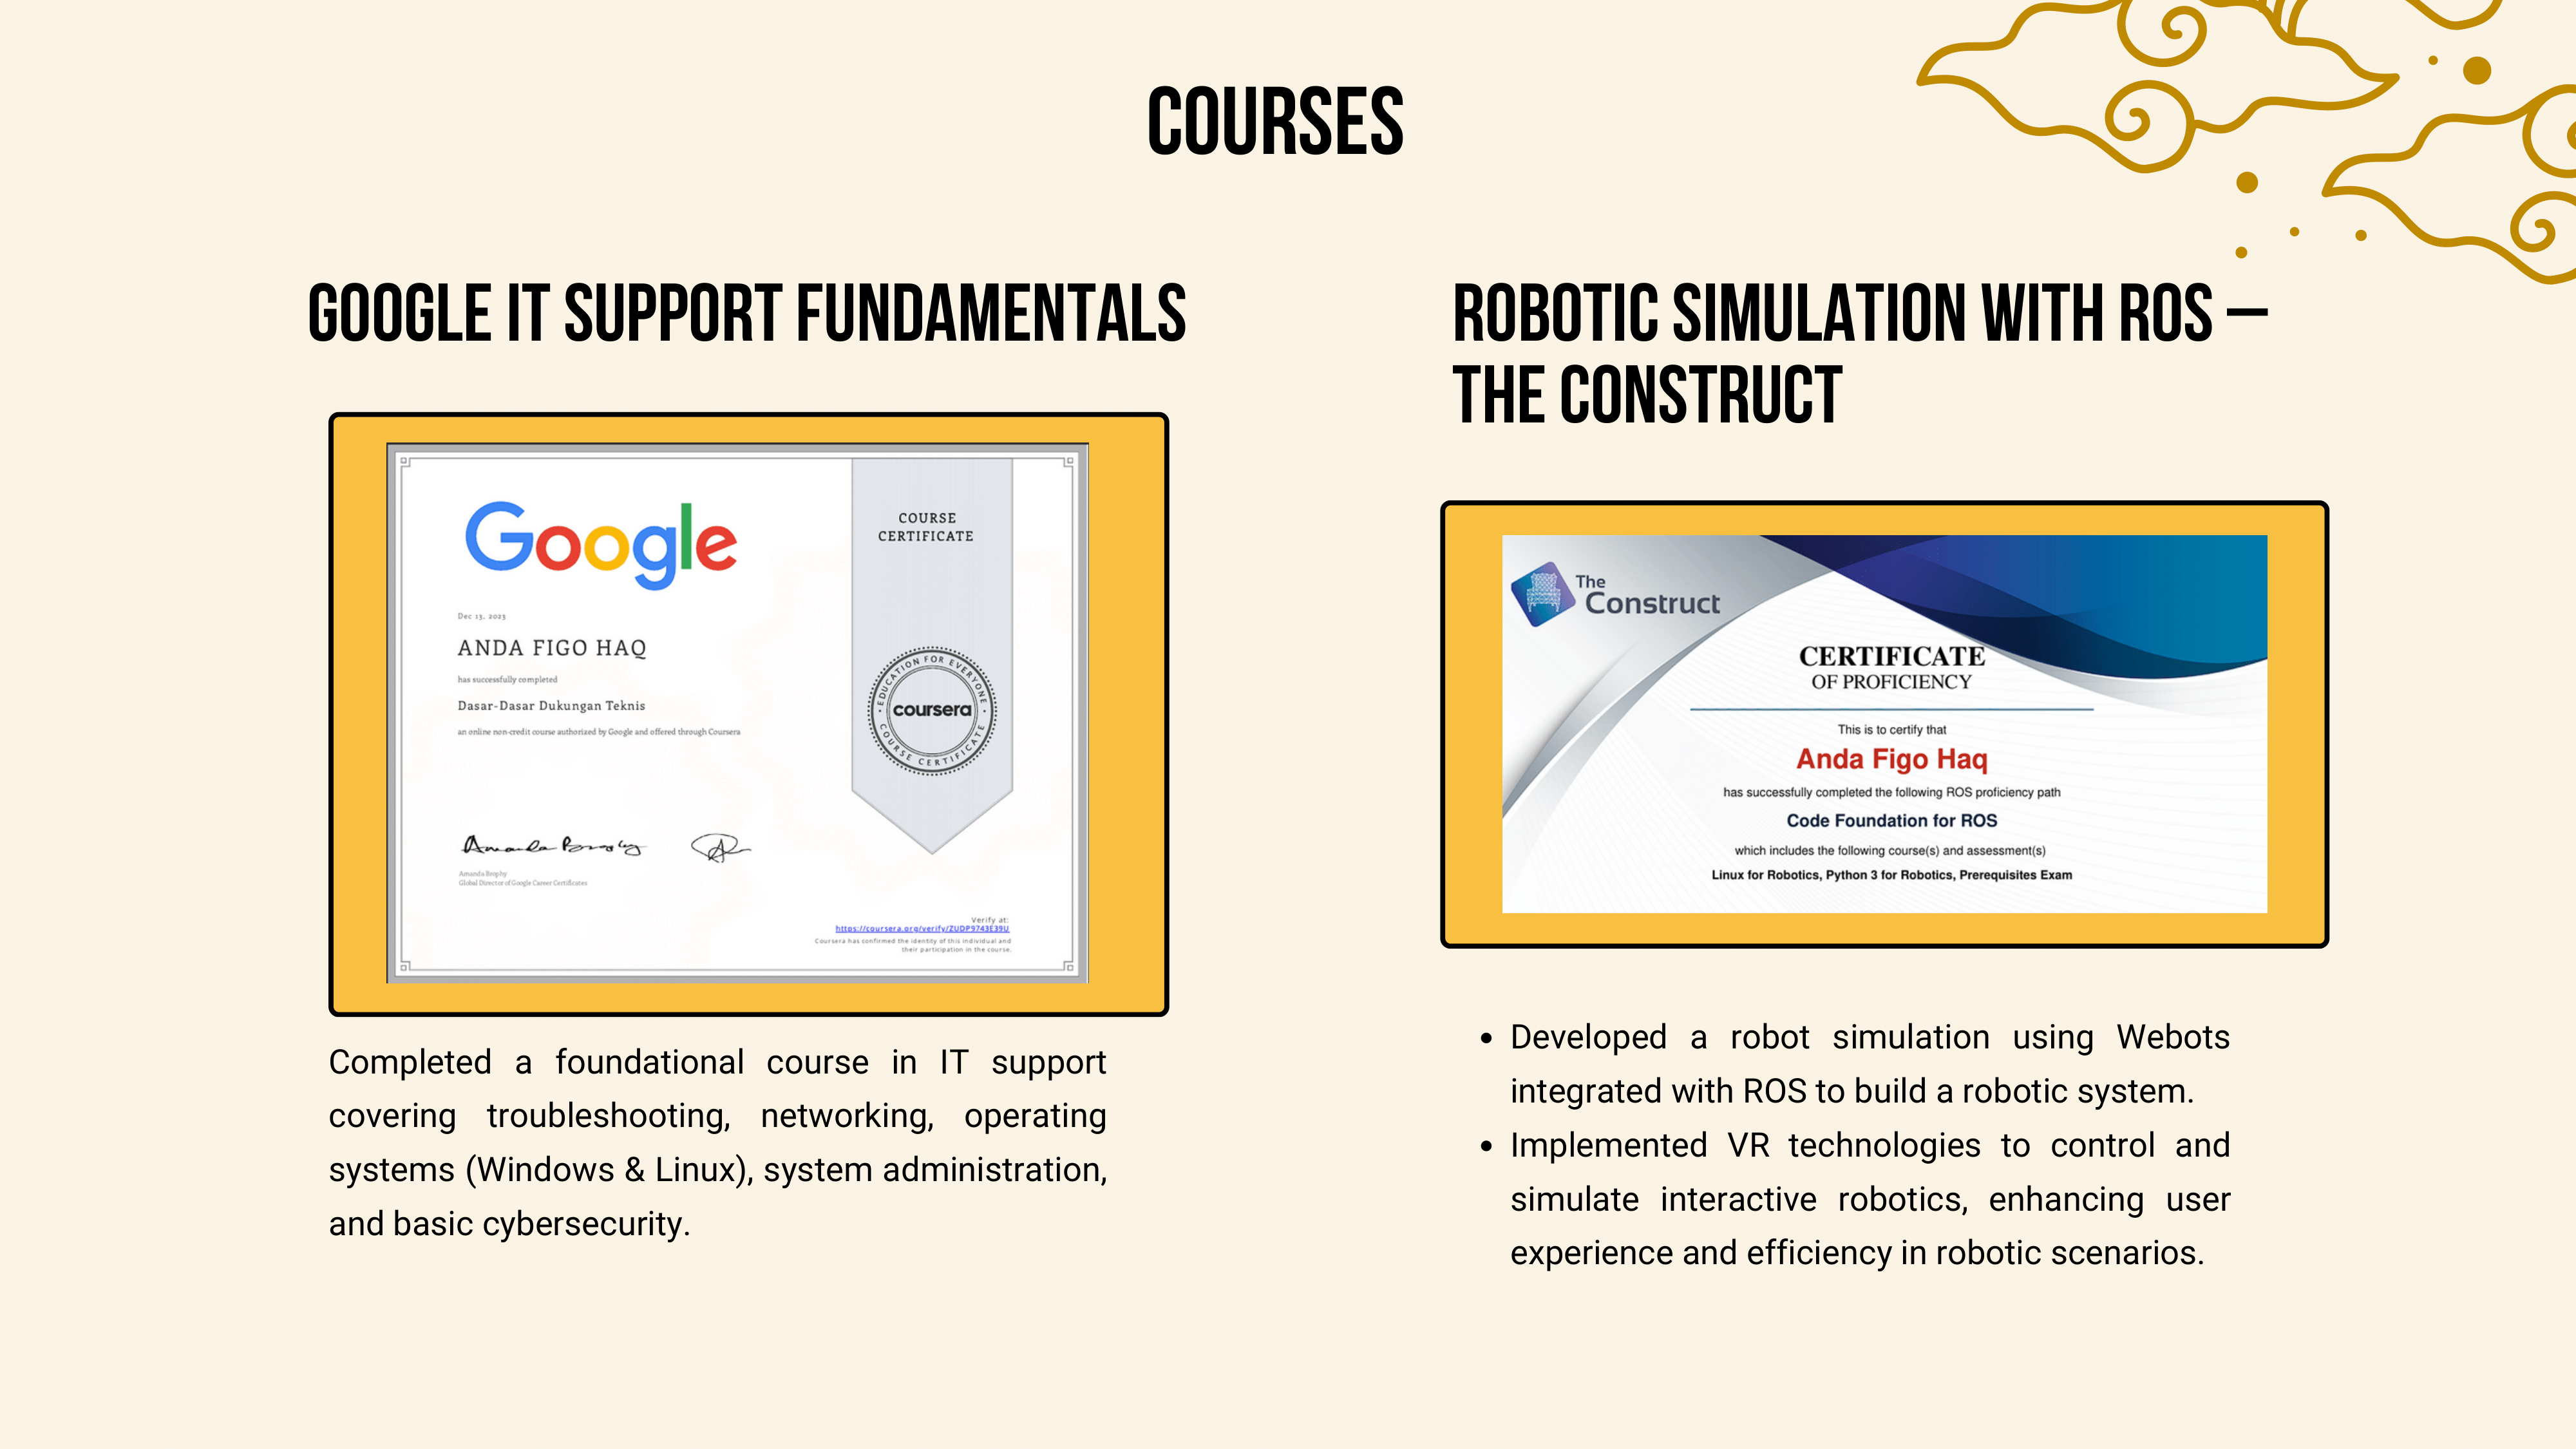 COURSES
GOOGLE IT SUPPORT FUNDAMENTALS
Google
COURSE
CERTIFICATE
Dec 13, 2023
ANDA FIGO HAQ
has successfully completed
Dasar-Dasar Dukungan Teknis
an online non-credit course authorized by Google and offered through Coursera
EDUCATION FOR EVERYONE
coursera
COURSE CERTIFICATE
Amanda Brophy
Global Director of Google Career Certificates
Verify at:
https://coursera.org/verify/ZUDP9743E39U
Coursera has confirmed the identity of this individual and
their participation in the course.
Completed a foundational course in IT support
covering troubleshooting, networking, operating
systems (Windows & Linux), system administration,
and basic cybersecurity.
ROBOTIC SIMULATION WITH ROS –
THE CONSTRUCT
The
Construct
CERTIFICATE
OF PROFICIENCY
This is to certify that
Anda Figo Haq
has successfully completed the following ROS proficiency path
Code Foundation for ROS
which includes the following course(s) and assessment(s)
Linux for Robotics, Python 3 for Robotics, Prerequisites Exam
• Developed a robot simulation using Webots
integrated with ROS to build a robotic system.
• Implemented VR technologies to control and
simulate interactive robotics, enhancing user
experience and efficiency in robotic scenarios.